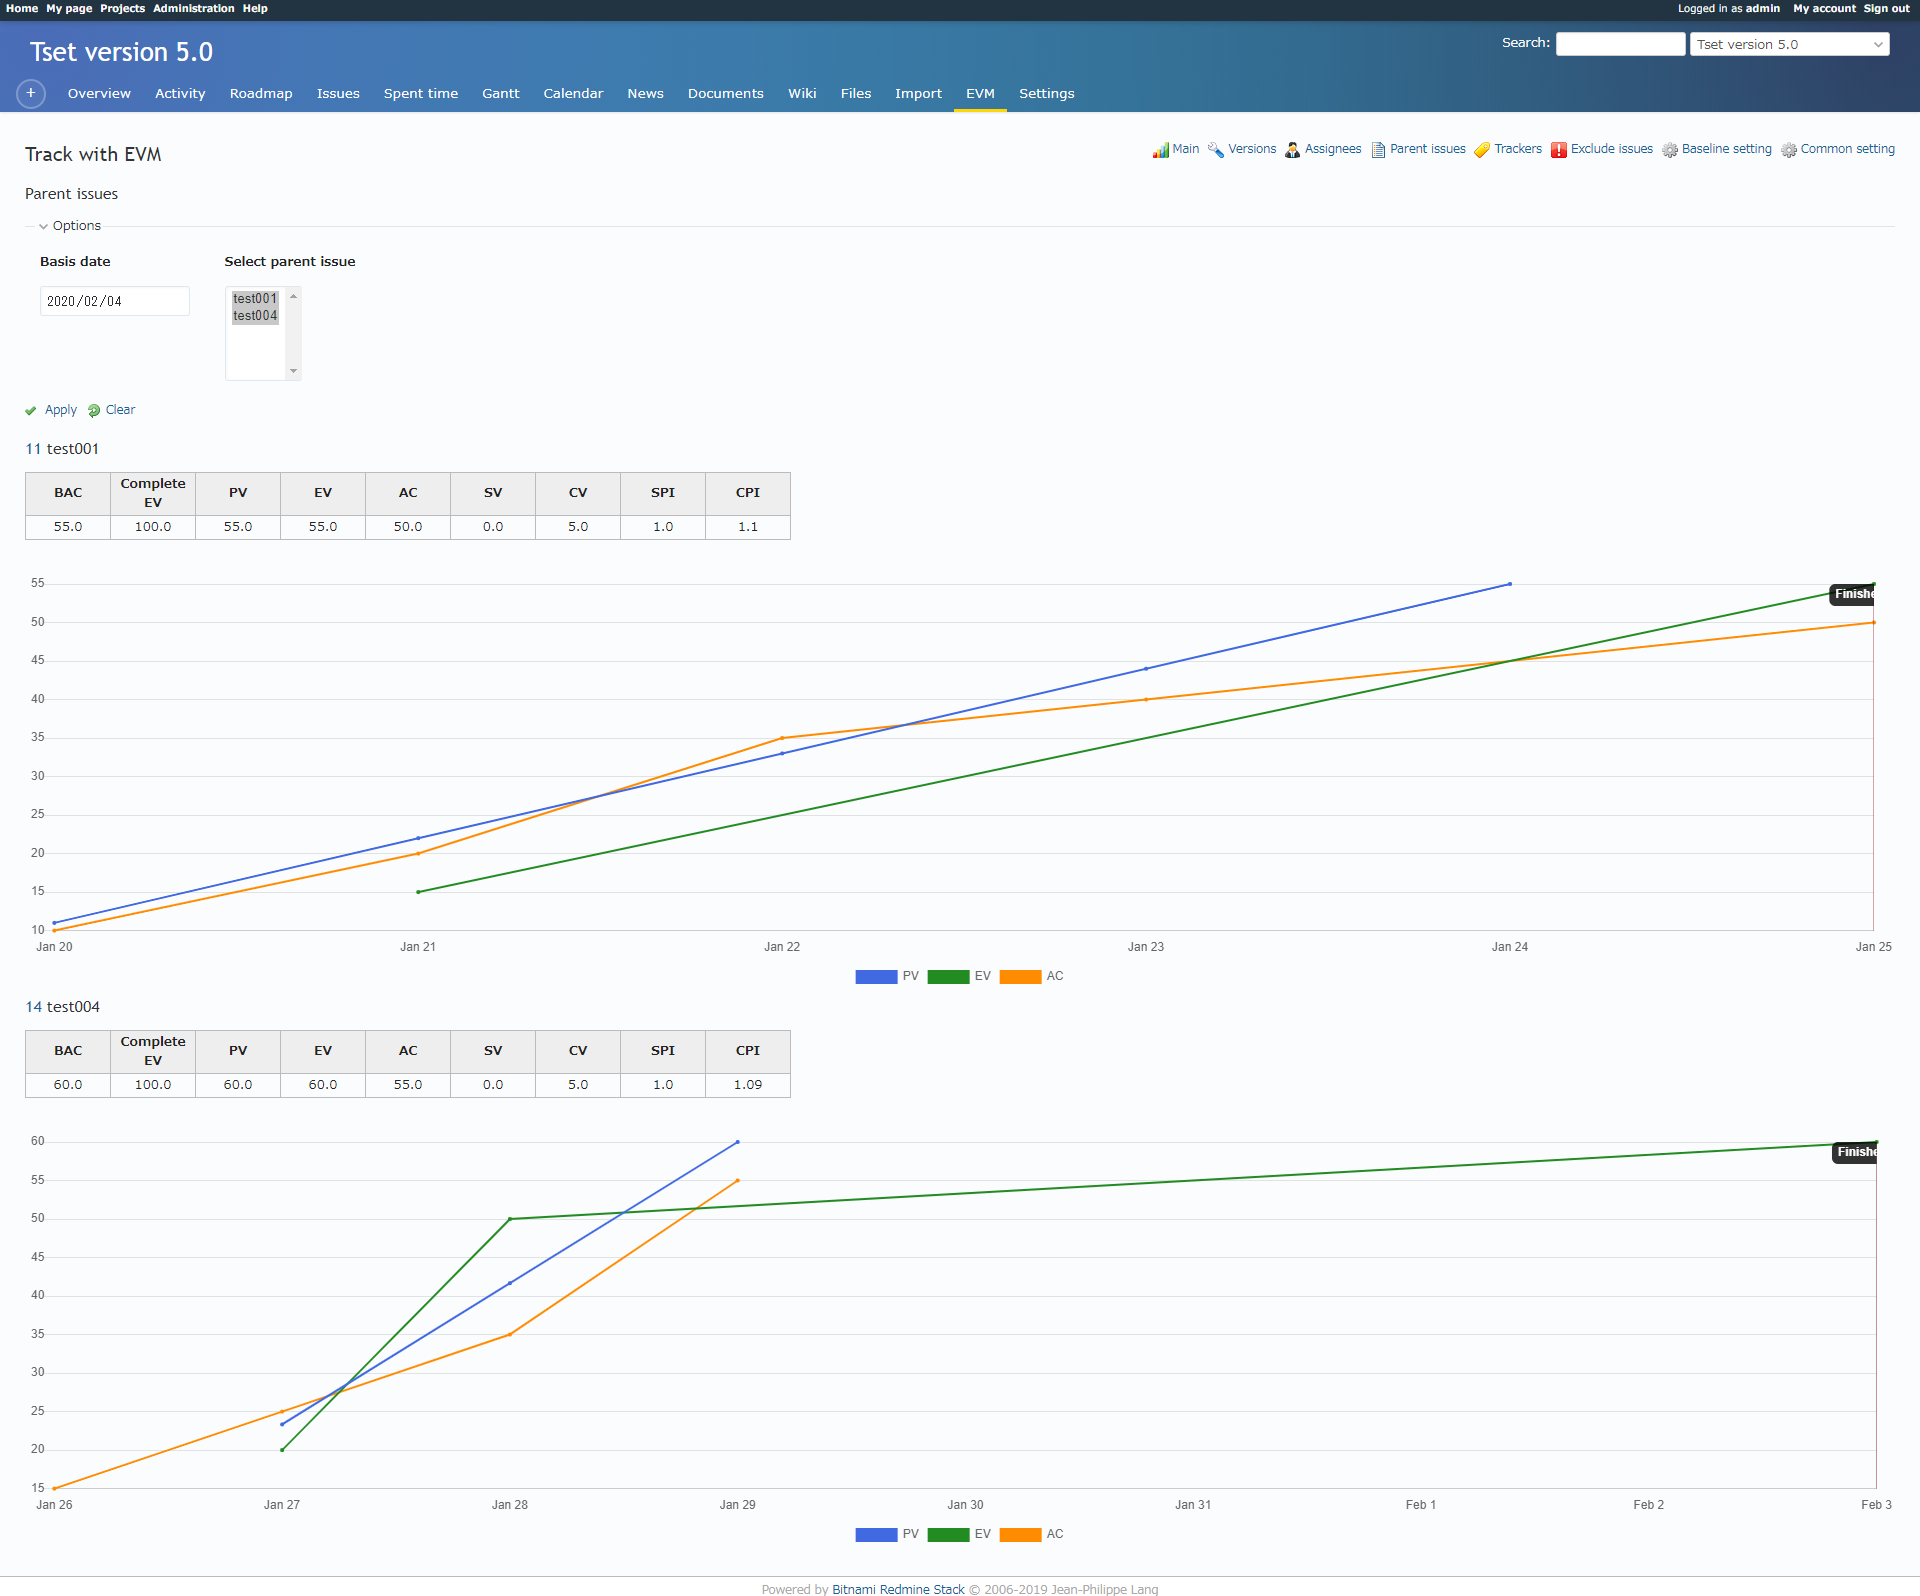 Home My page Projects Administration Help
Logged in as admin My account Sign out
Tset version 5.0
Search: Tset version 5.0
+ Overview Activity Roadmap Issues Spent time Gantt Calendar News Documents Wiki Files Import EVM Settings
Track with EVM
Main Versions Assignees Parent issues Trackers Exclude issues Baseline setting Common setting
Parent issues
Options
Basis date Select parent issue
2020/02/04
test001
test004
Apply Clear
11 test001
BAC Complete EV PV EV AC SV CV SPI CPI
55.0 100.0 55.0 55.0 50.0 0.0 5.0 1.0 1.1
55
Finishe
50
45
40
35
30
25
20
15
10
Jan 20 Jan 21 Jan 22 Jan 23 Jan 24 Jan 25
PV EV AC
14 test004
BAC Complete EV PV EV AC SV CV SPI CPI
60.0 100.0 60.0 60.0 55.0 0.0 5.0 1.0 1.09
60
Finishe
55
50
45
40
35
30
25
20
15
Jan 26 Jan 27 Jan 28 Jan 29 Jan 30 Jan 31 Feb 1 Feb 2 Feb 3
PV EV AC
Powered by Bitnami Redmine Stack © 2006-2019 Jean-Philippe Lang